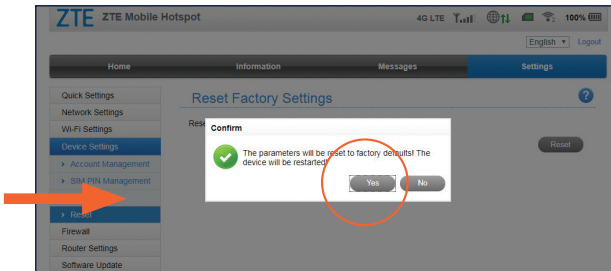 ZTE ZTE Mobile Hotspot
4G LTE 100%
English Logout
Home Information Messages Settings
Quick Settings
Network Settings
Wi-Fi Settings
Device Settings
Account Management
SIM PIN Management
Reset
Firewall
Router Settings
Software Update
Reset Factory Settings
?
Rese
Reset
Confirm
The parameters will be reset to factory defaults! The
device will be restarted!
Yes No